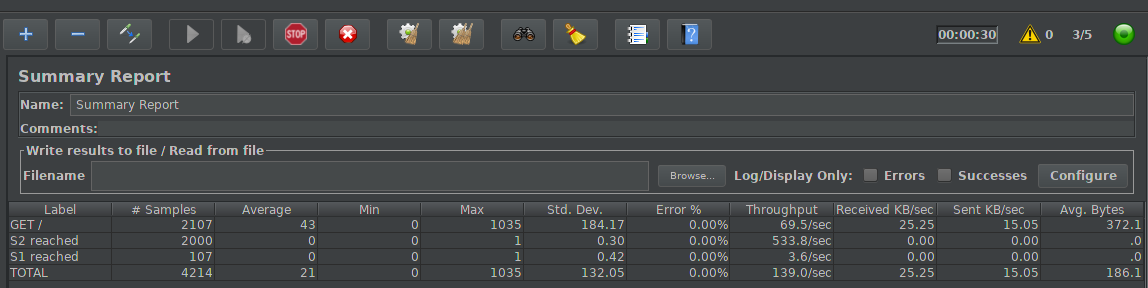 STOP
00:00:30 0 3/5
Summary Report
Name: Summary Report
Comments:
Write results to file / Read from file
Filename Browse... Log/Display Only: Errors Successes Configure
Label # Samples Average Min Max Std. Dev. Error % Throughput Received KB/sec Sent KB/sec Avg. Bytes
GET / 2107 43 0 1035 184.17 0.00% 69.5/sec 25.25 15.05 372.1
S2 reached 2000 0 0 1 0.30 0.00% 533.8/sec 0.00 0.00 .0
S1 reached 107 0 0 1 0.42 0.00% 3.6/sec 0.00 0.00 .0
TOTAL 4214 21 0 1035 132.05 0.00% 139.0/sec 25.25 15.05 186.1